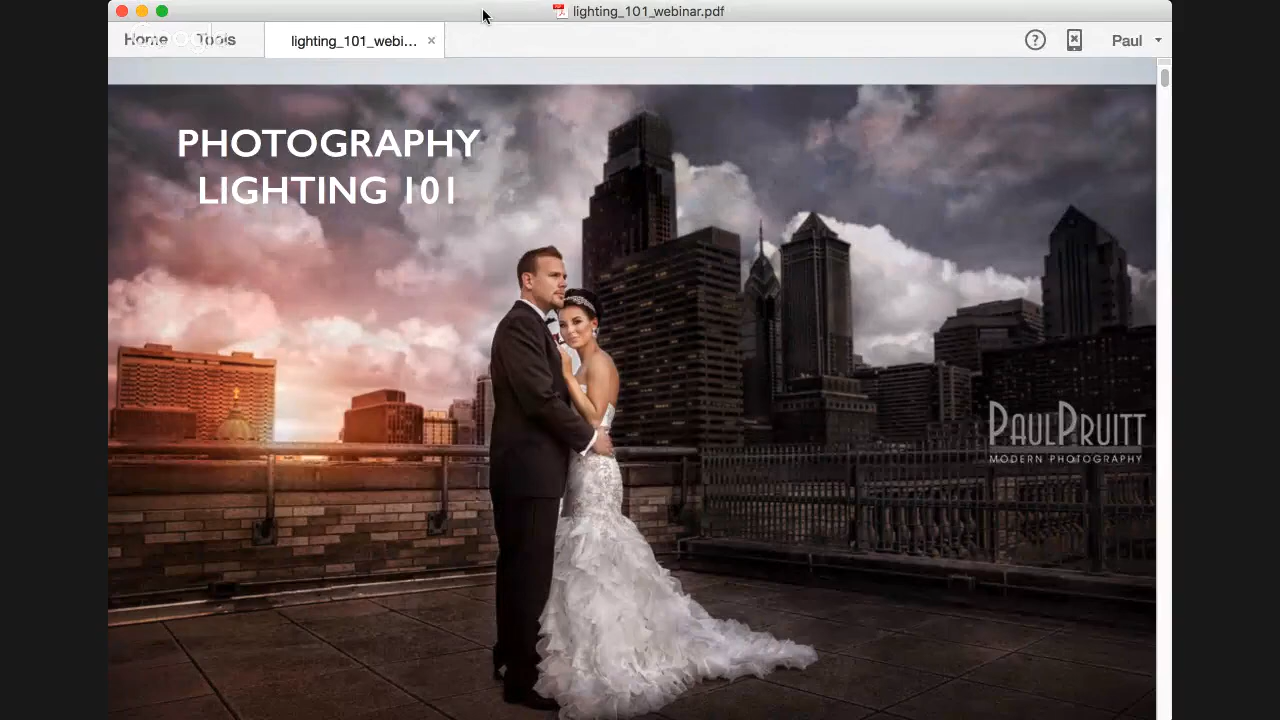 lighting_101_webinar.pdf
Home Tools lighting_101_webi... × ? Paul
PHOTOGRAPHY
LIGHTING 101
PAULPRUITT
MODERN PHOTOGRAPHY